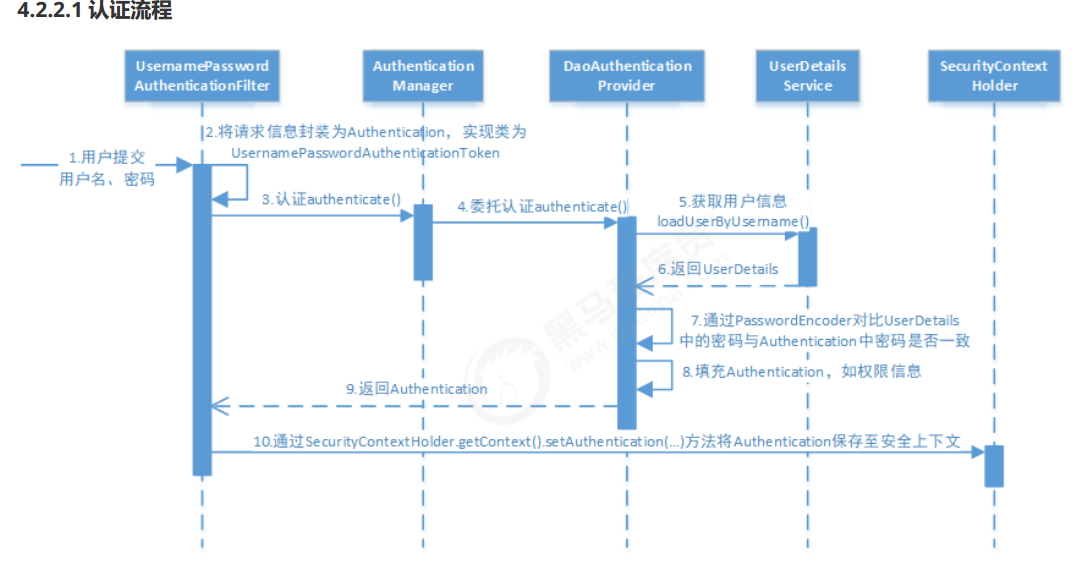 4.2.2.1 认证流程
UsernamePassword
AuthenticationFilter
Authentication
Manager
DaoAuthentication
Provider
UserDetails
Service
SecurityContext
Holder
1.用户提交
用户名、密码
2.将请求信息封装为Authentication，实现类为
UsernamePasswordAuthenticationToken
3.认证authenticate()
4.委托认证authenticate()
5.获取用户信息
loadUserByUsername()
6.返回UserDetails
7.通过PasswordEncoder对比UserDetails
中的密码与Authentication中密码是否一致
8.填充Authentication，如权限信息
9.返回Authentication
10.通过SecurityContextHolder.getContext().setAuthentication(...)方法将Authentication保存至安全上下文
黑马程序员